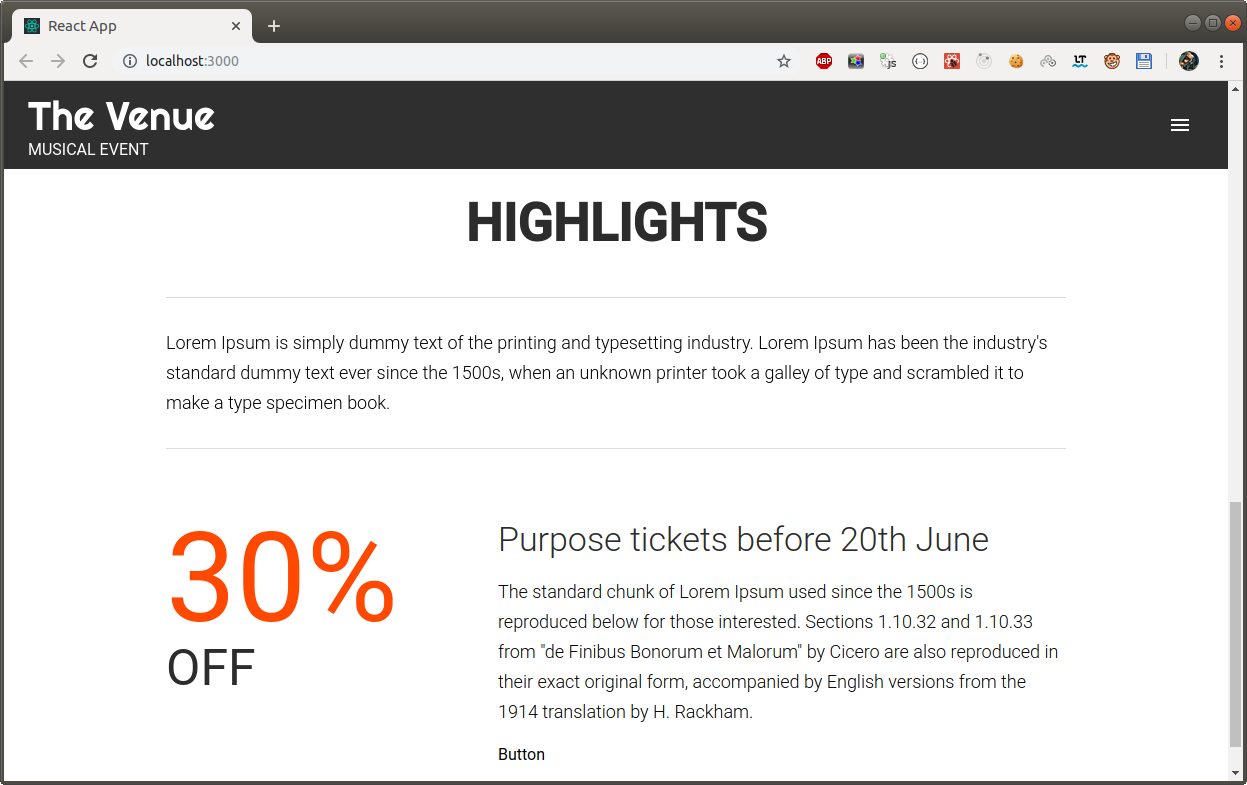 React App
localhost:3000
ABP
JS
LT
The Venue
MUSICAL EVENT
HIGHLIGHTS
Lorem Ipsum is simply dummy text of the printing and typesetting industry. Lorem Ipsum has been the industry's
standard dummy text ever since the 1500s, when an unknown printer took a galley of type and scrambled it to
make a type specimen book.
30%
OFF
Purpose tickets before 20th June
The standard chunk of Lorem Ipsum used since the 1500s is
reproduced below for those interested. Sections 1.10.32 and 1.10.33
from "de Finibus Bonorum et Malorum" by Cicero are also reproduced in
their exact original form, accompanied by English versions from the
1914 translation by H. Rackham.
Button